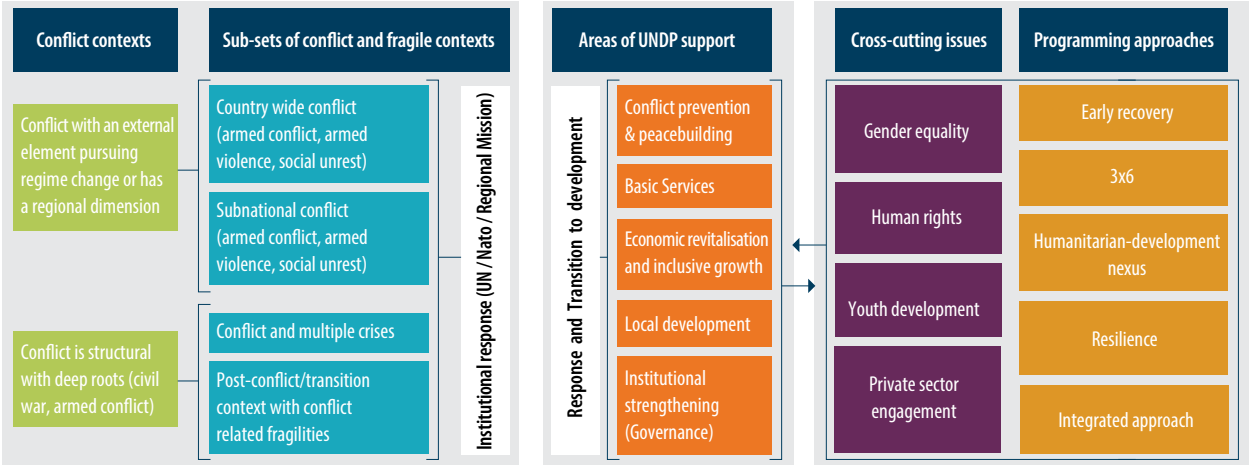 Conflict contexts
Sub-sets of conflict and fragile contexts
Areas of UNDP support
Cross-cutting issues
Programming approaches
Conflict with an external
element pursuing
regime change or has
a regional dimension
Conflict is structural
with deep roots (civil
war, armed conflict)
Country wide conflict
(armed conflict, armed
violence, social unrest)
Subnational conflict
(armed conflict, armed
violence, social unrest)
Conflict and multiple crises
Post-conflict/transition
context with conflict
related fragilities
Institutional response (UN / Nato / Regional Mission)
Response and Transition to development
Conflict prevention
& peacebuilding
Basic Services
Economic revitalisation
and inclusive growth
Local development
Institutional
strengthening
(Governance)
Gender equality
Human rights
Youth development
Private sector
engagement
Early recovery
3x6
Humanitarian-development
nexus
Resilience
Integrated approach